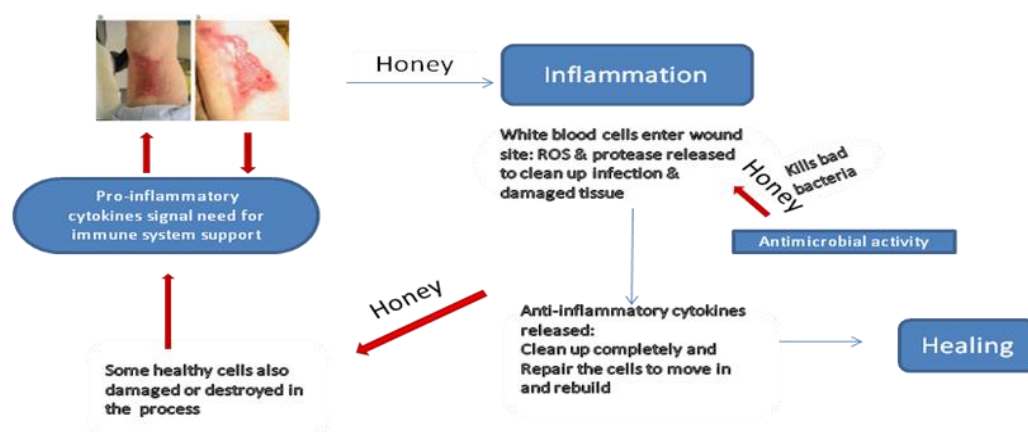 Honey
Inflammation
White blood cells enter wound
site: ROS & protease released
to clean up infection &
damaged tissue
Honey
Kills bad
bacteria
Antimicrobial activity
Pro-inflammatory
cytokines signal need for
immune system support
Honey
Anti-inflammatory cytokines
released:
Clean up completely and
Repair the cells to move in
and rebuild
Healing
Some healthy cells also
damaged or destroyed in
the process